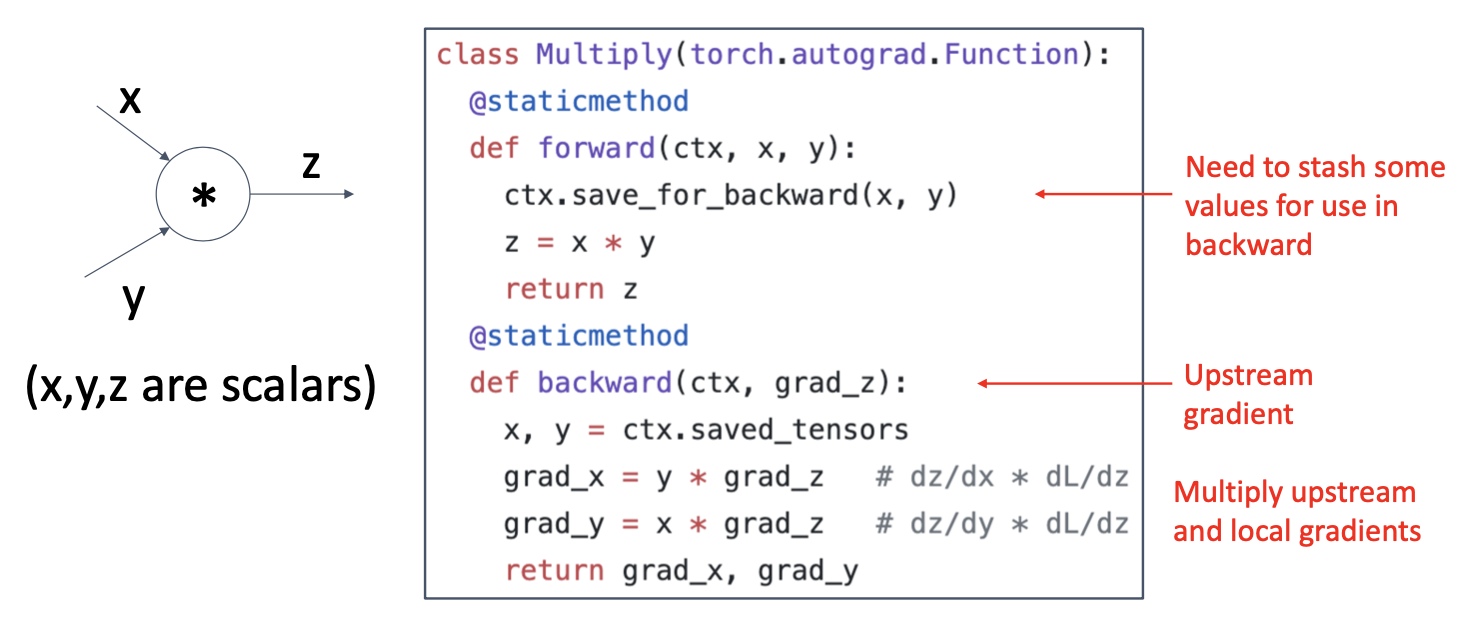 x
z
*
y
(x,y,z are scalars)
class Multiply(torch.autograd.Function):
  @staticmethod
  def forward(ctx, x, y):
    ctx.save_for_backward(x, y)
    z = x * y
    return z
  @staticmethod
  def backward(ctx, grad_z):
    x, y = ctx.saved_tensors
    grad_x = y * grad_z   # dz/dx * dL/dz
    grad_y = x * grad_z   # dz/dy * dL/dz
    return grad_x, grad_y
Need to stash some
values for use in
backward
Upstream
gradient
Multiply upstream
and local gradients